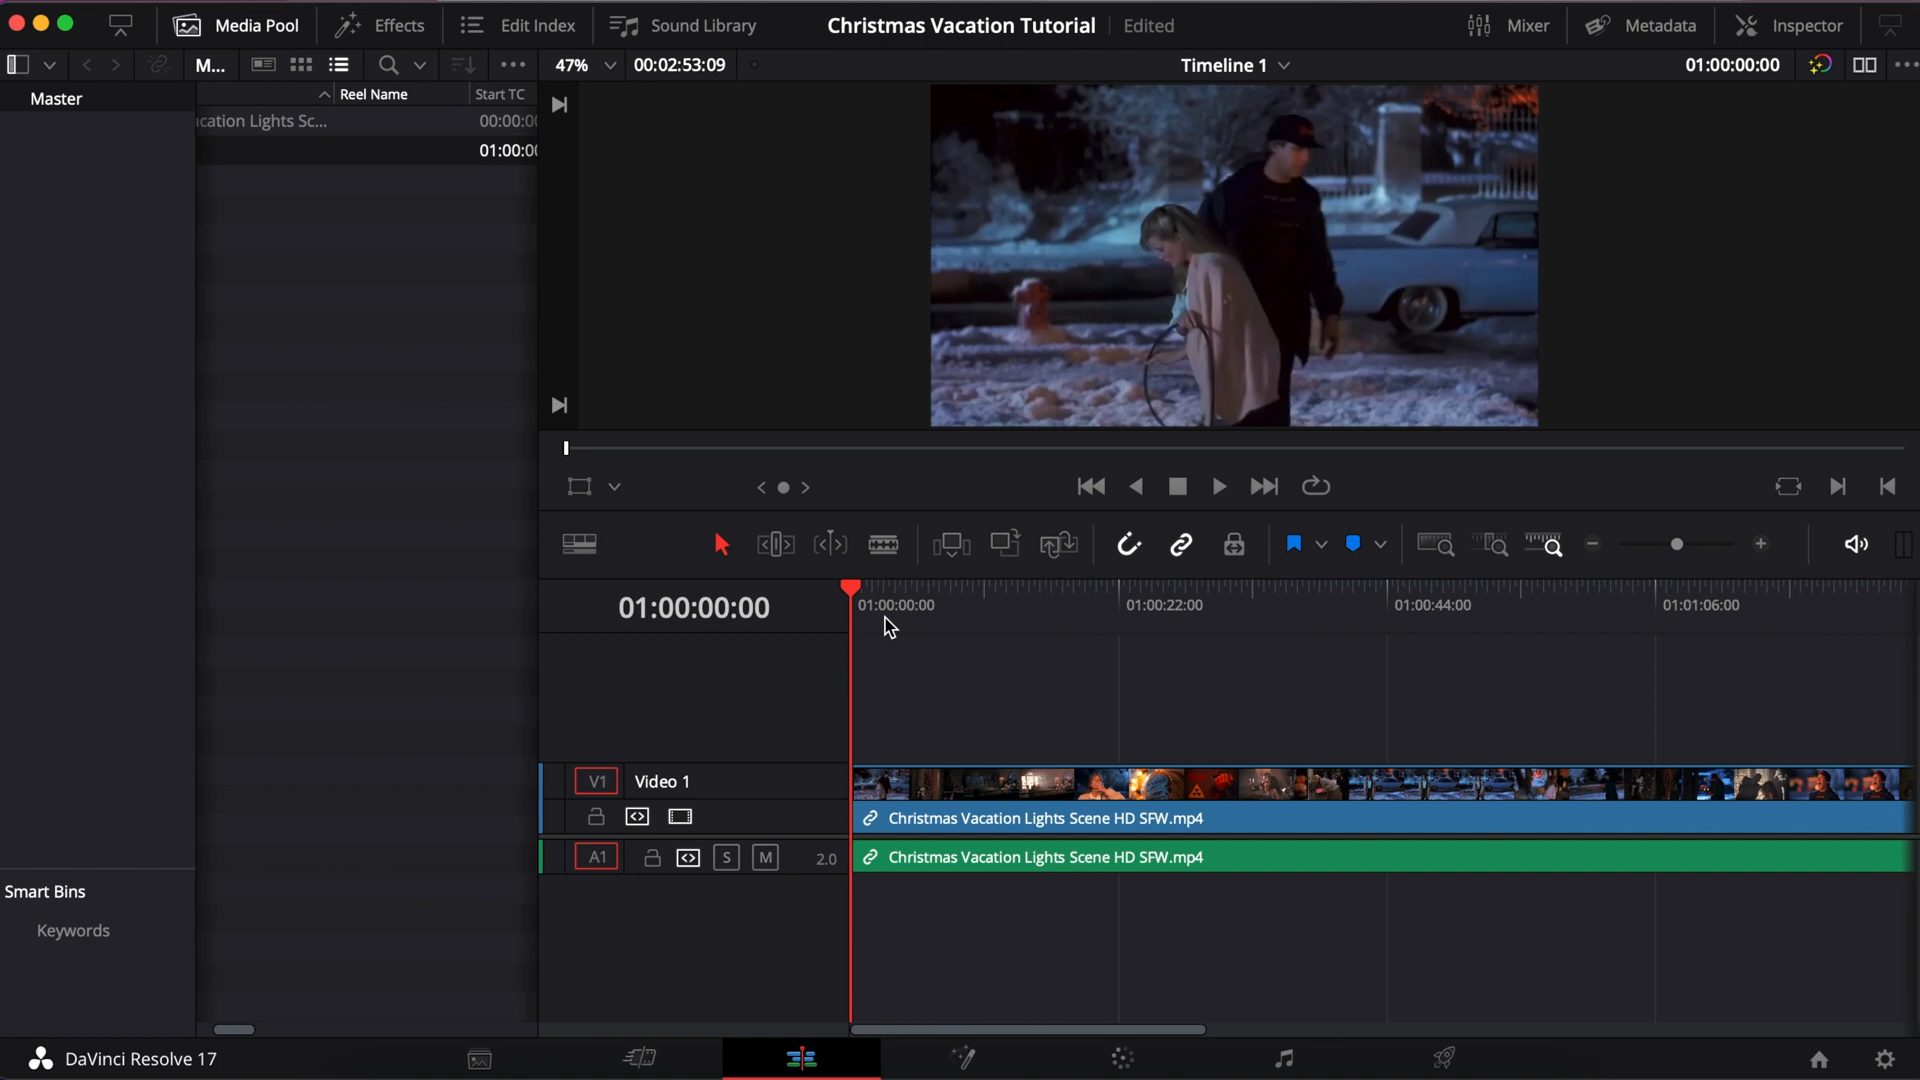 Media Pool
Effects
Edit Index
Sound Library
Christmas Vacation Tutorial
Edited
Mixer
Metadata
Inspector
M...
47%
00:02:53:09
Timeline 1
01:00:00:00
Master
Reel Name
Start TC
cation Lights Sc...
00:00:0
01:00:0
01:00:00:00
01:00:00:00
01:00:22:00
01:00:44:00
01:01:06:00
V1
Video 1
Christmas Vacation Lights Scene HD SFW.mp4
A1
S
M
2.0
Christmas Vacation Lights Scene HD SFW.mp4
Smart Bins
Keywords
DaVinci Resolve 17